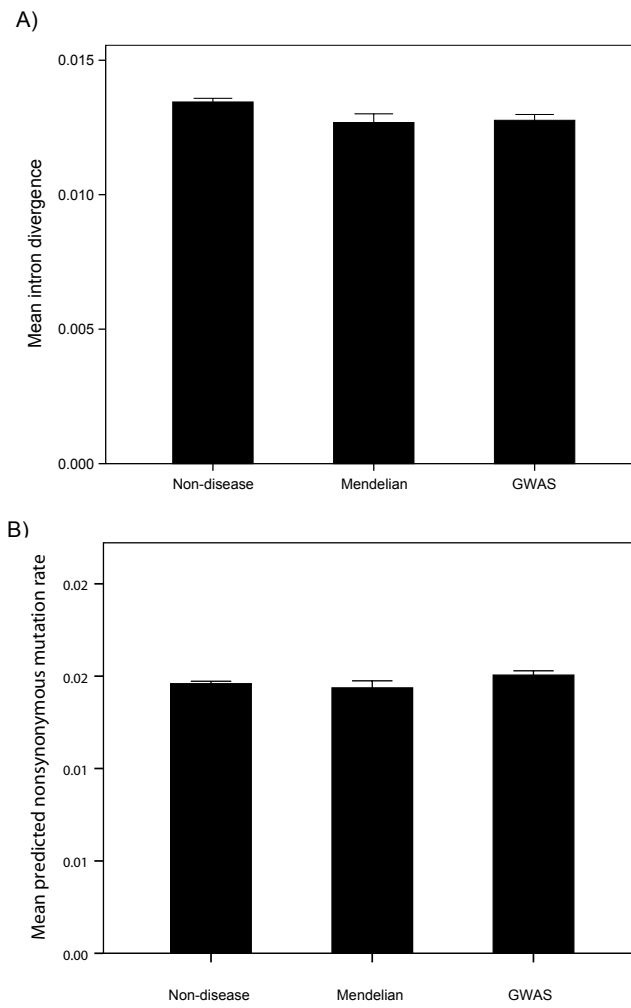 A)
Mean intron divergence
0.015
0.010
0.005
0.000
Non-disease
Mendelian
GWAS
B)
Mean predicted nonsynonymous mutation rate
0.02
0.02
0.01
0.01
0.00
Non-disease
Mendelian
GWAS